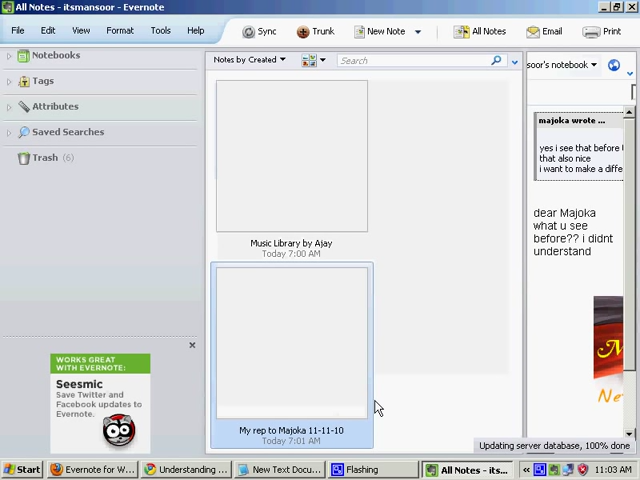 All Notes - itsmansoor - Evernote
File Edit View Format Tools Help
Sync Trunk New Note All Notes Email Print
Notebooks
Tags
Attributes
Saved Searches
Trash (6)
Notes by Created
Search
Music Library by Ajay
Today 7:00 AM
My rep to Majoka 11-11-10
Today 7:01 AM
soor's notebook
majoka wrote ...
yes i see that before
that also nice
i want to make a diffe
dear Majoka
what u see
before?? i didnt
understand
M
Ne
WORKS GREAT
WITH EVERNOTE:
Seesmic
Save Twitter and
Facebook updates to
Evernote.
Updating server database, 100% done
Start Evernote for W... Understanding ... New Text Docu... Flashing All Notes - its... 11:03 AM